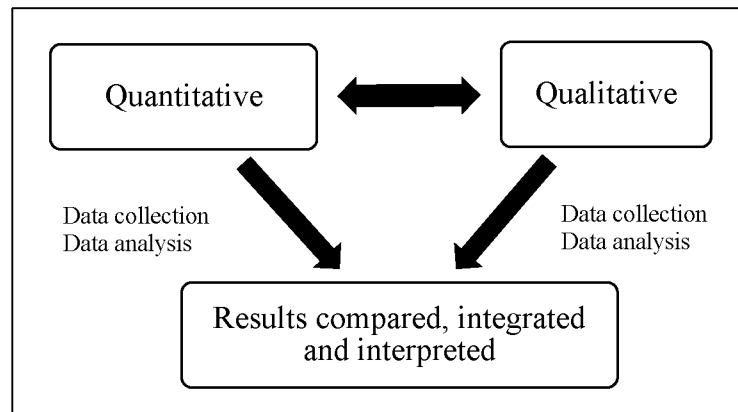 Quantitative
Qualitative
Data collection
Data analysis
Data collection
Data analysis
Results compared, integrated
and interpreted